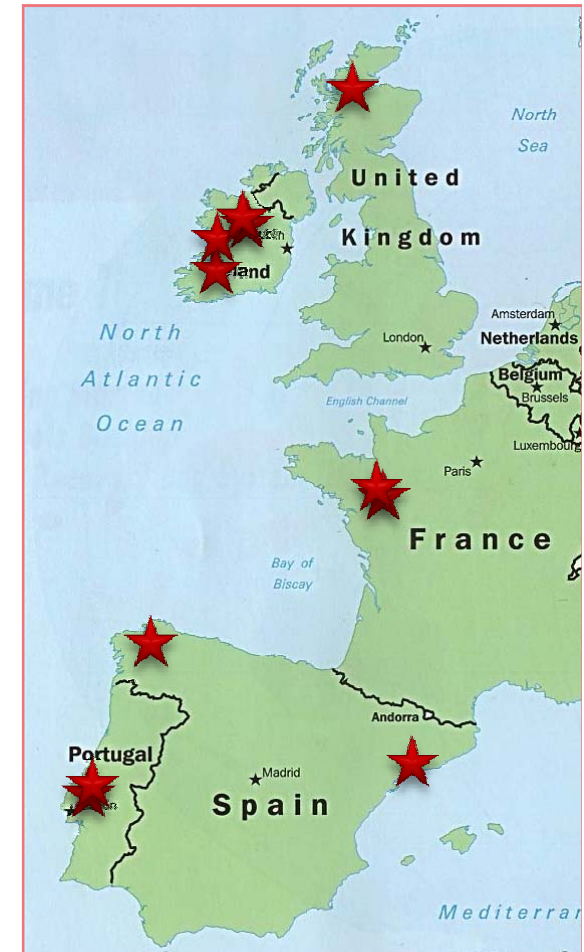 North
Sea
United
Kingdom
North
Atlantic
Ocean
London
Amsterdam
Netherlands
Belgium
Brussels
English Channel
Luxembourg
Paris
France
Bay of
Biscay
Andorra
Portugal
Madrid
Spain
Mediterra